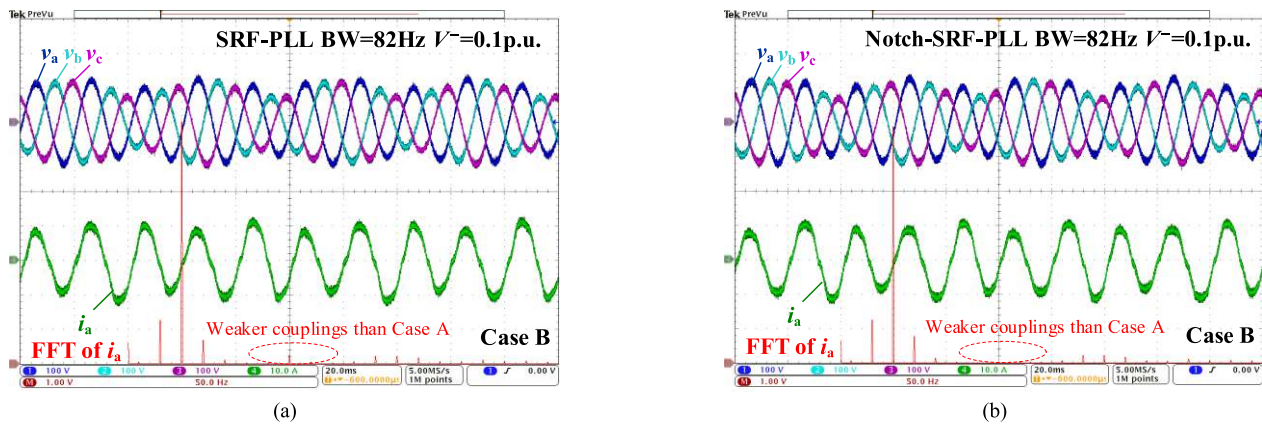 Tek PreVu
SRF-PLL BW=82Hz V⁻=0.1p.u.
va vb vc
ia
FFT of ia
Weaker couplings than Case A
Case B
1 100 V 2 100 V 3 100 V 4 10.0 A
M 1.00 V 50.0 Hz
20.0ms
T→▼-600.0000μs
5.00MS/s
1M points
1 0.00 V
(a)
Tek PreVu
Notch-SRF-PLL BW=82Hz V⁻=0.1p.u.
va vb vc
ia
FFT of ia
Weaker couplings than Case A
Case B
1 100 V 2 100 V 3 100 V 4 10.0 A
M 1.00 V 50.0 Hz
20.0ms
T→▼-600.0000μs
5.00MS/s
1M points
1 0.00 V
(b)